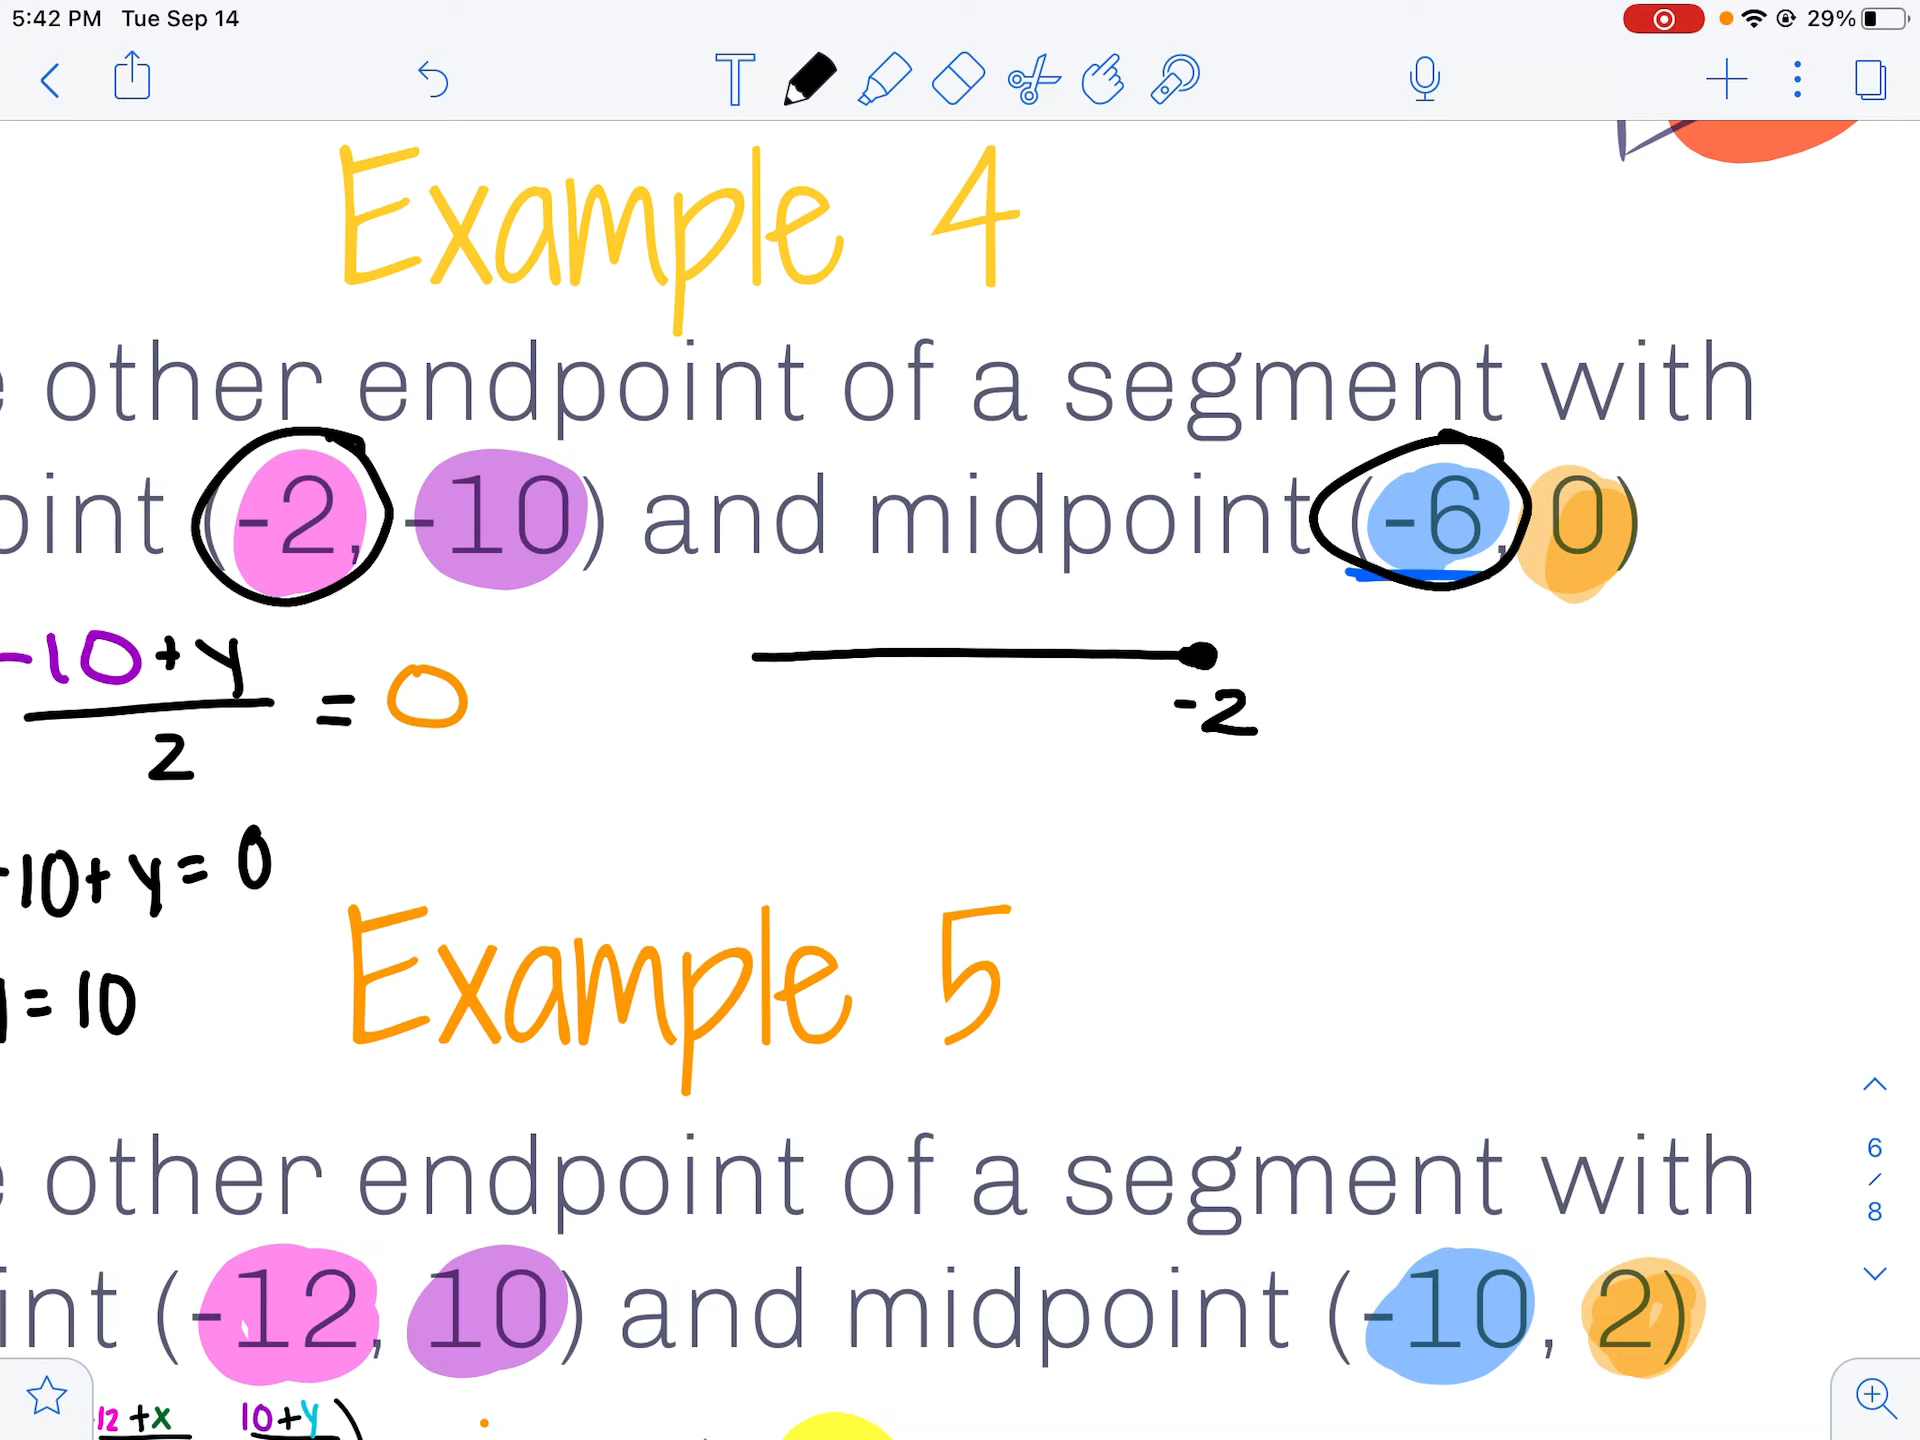 5:42 PM Tue Sep 14 29%
Example 4
other endpoint of a segment with
oint (-2, -10) and midpoint (-6, 0)
-10+y
2
= 0
-2
-10+y=0
= 10
Example 5
other endpoint of a segment with
int (-12, 10) and midpoint (-10, 2)
12 +x 10+y)
6
/
8